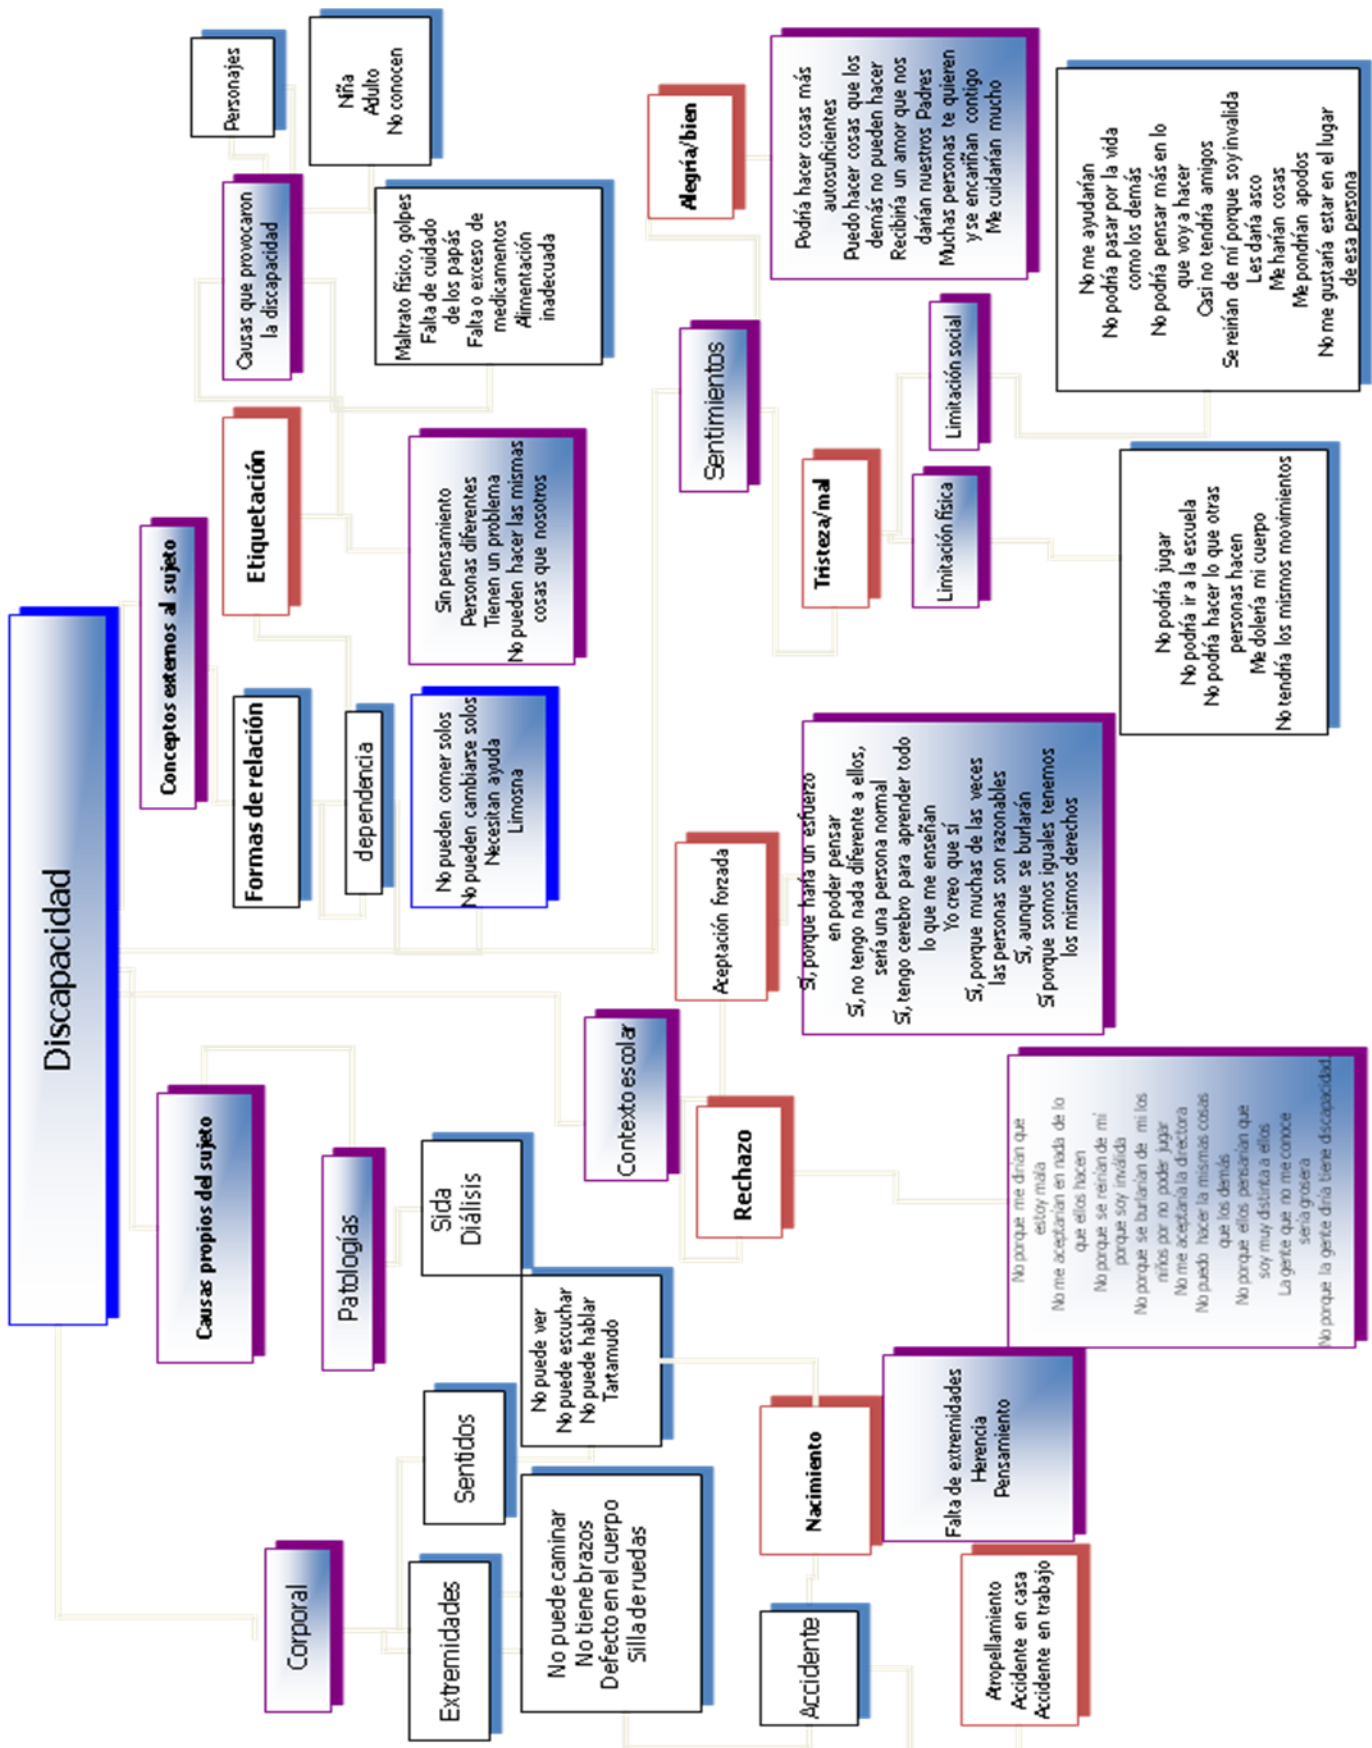 Discapacidad
Corporal
Causas propios del sujeto
Conceptos externos al sujeto
Extremidades
Sentidos
Patologías
Formas de relación
Etiquetación
Causas que provocaron
la discapacidad
Personajes
No puede caminar
No tiene brazos
Defecto en el cuerpo
Silla de ruedas
No puede ver
No puede escuchar
No puede hablar
Tartamudo
Sida
Diálisis
dependencia
No pueden comer solos
No pueden cambiarse solos
Necesitan ayuda
Limosna
Sin pensamiento
Personas diferentes
Tienen un problema
No pueden hacer las mismas
cosas que nosotros
Maltrato físico, golpes
Falta de cuidado
de los papás
Falta o exceso de
medicamentos
Alimentación
inadecuada
Niña
Adulto
No conocen
Accidente
Nacimiento
Atropellamiento
Accidente en casa
Accidente en trabajo
Falta de extremidades
Herencia
Pensamiento
Contexto escolar
Rechazo
Aceptación forzada
No porque me dirían que
estoy mala
No me aceptarían en nada de lo
que ellos hacen
No porque se reirían de mi
porque soy inválida
No porque se burlarían de mi los
niños por no poder jugar
No me aceptaría la directora
No puedo hacer la mismas cosas
que los demás
No porque ellos pensarían que
soy muy distinta a ellos
La gente que no me conoce
sería grosera
No porque la gente diría tiene discapacidad.
Sí, porque haría un esfuerzo
en poder pensar
Sí, no tengo nada diferente a ellos,
sería una persona normal
Sí, tengo cerebro para aprender todo
lo que me enseñan
Yo creo que sí
Sí, porque muchas de las veces
las personas son razonables
Sí, aunque se burlarán
Sí porque somos iguales tenemos
los mismos derechos
Sentimientos
Tristeza/mal
Alegría/bien
Limitación física
Limitación social
Podría hacer cosas más
autosuficientes
Puedo hacer cosas que los
demás no pueden hacer
Recibiría un amor que nos
darían nuestros Padres
Muchas personas te quieren
y se encariñan contigo
Me cuidarían mucho
No podría jugar
No podría ir a la escuela
No podría hacer lo que otras
personas hacen
Me dolería mi cuerpo
No tendría los mismos movimientos
No me ayudarían
No podría pasar por la vida
como los demás
No podría pensar más en lo
que voy a hacer
Casi no tendría amigos
Se reirían de mí porque soy invalida
Les daría asco
Me harían cosas
Me pondrían apodos
No me gustaría estar en el lugar
de esa persona